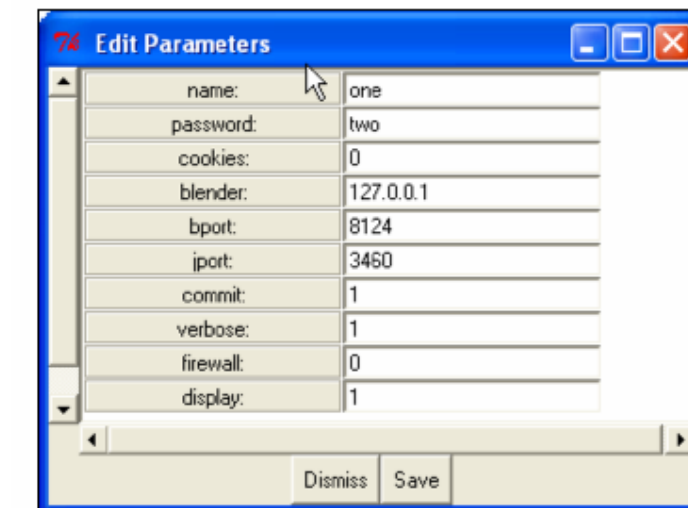 7k Edit Parameters
name: one
password: two
cookies: 0
blender: 127.0.0.1
bport: 8124
jport: 3460
commit: 1
verbose: 1
firewall: 0
display: 1
Dismiss Save